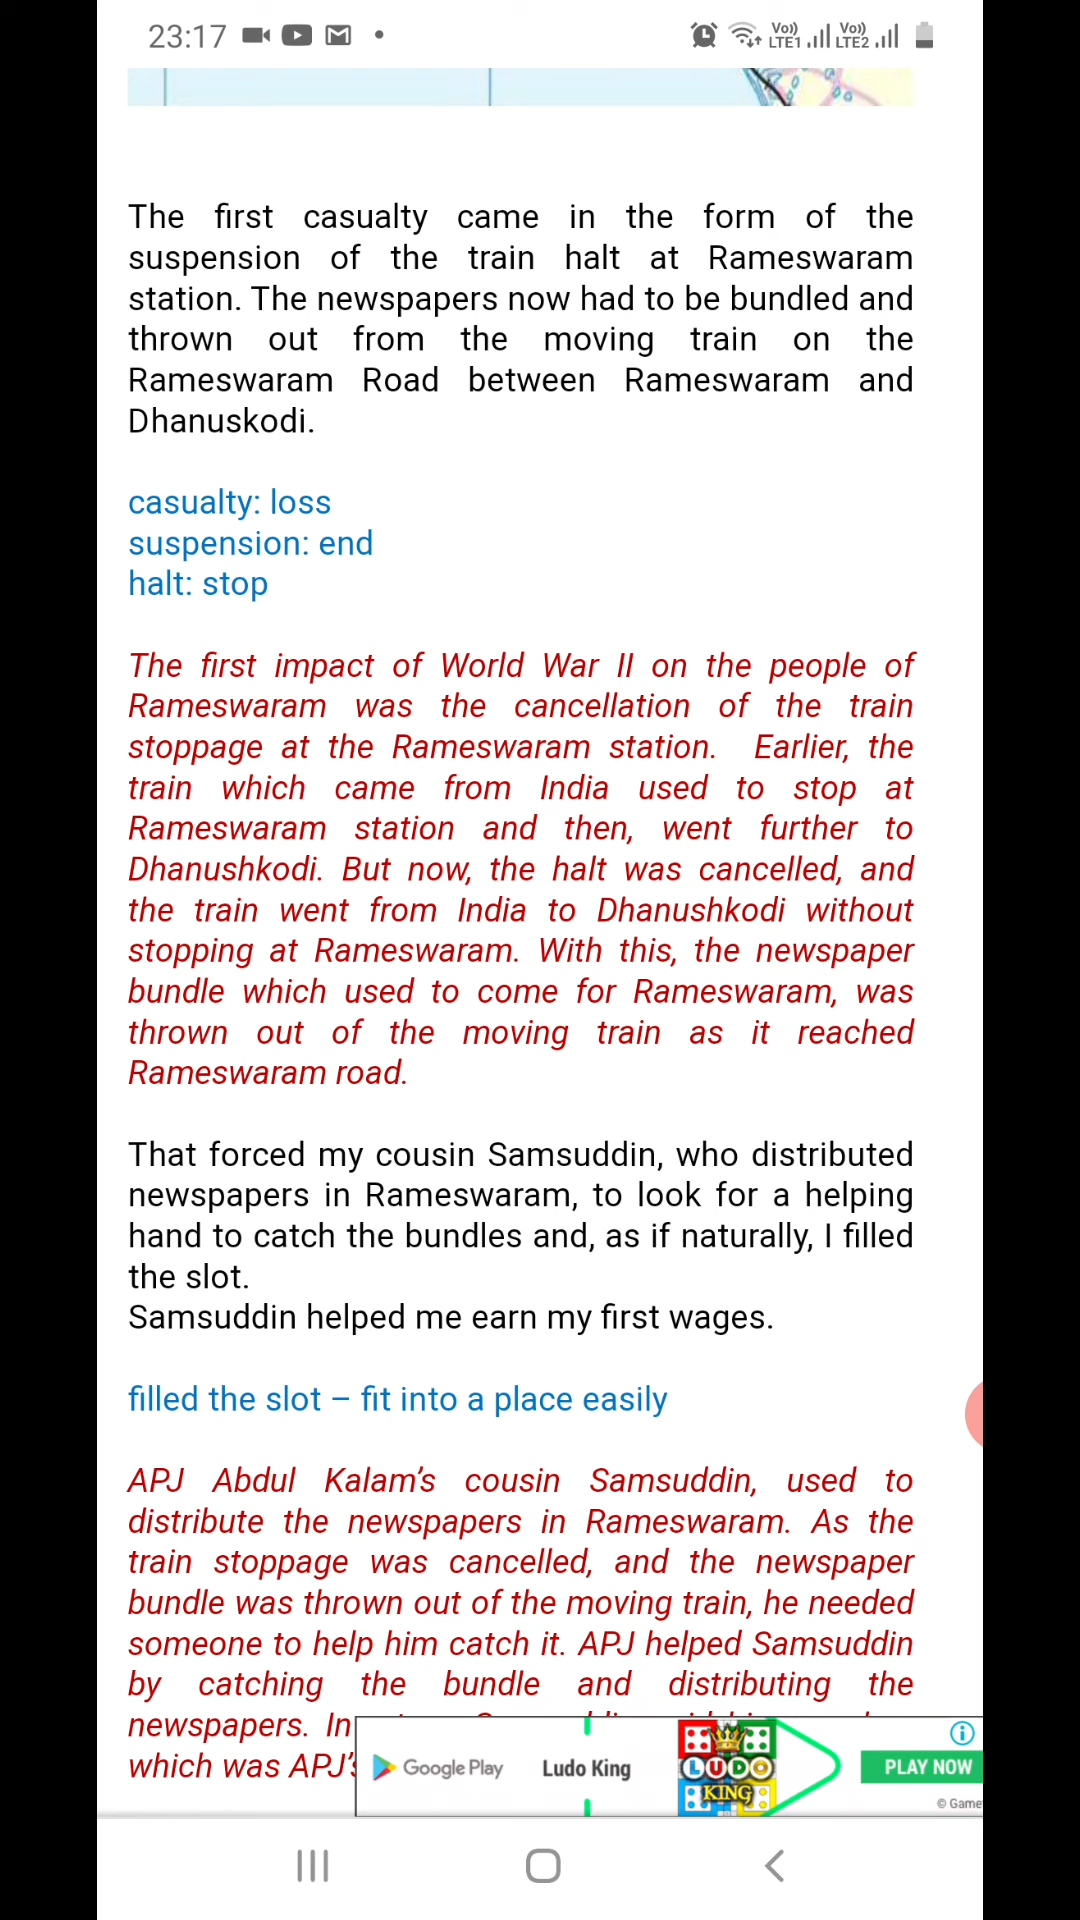 23:17
Vo)) LTE1
Vo)) LTE2
The first casualty came in the form of the
suspension of the train halt at Rameswaram
station. The newspapers now had to be bundled and
thrown out from the moving train on the
Rameswaram Road between Rameswaram and
Dhanuskodi.
casualty: loss
suspension: end
halt: stop
The first impact of World War II on the people of
Rameswaram was the cancellation of the train
stoppage at the Rameswaram station. Earlier, the
train which came from India used to stop at
Rameswaram station and then, went further to
Dhanushkodi. But now, the halt was cancelled, and
the train went from India to Dhanushkodi without
stopping at Rameswaram. With this, the newspaper
bundle which used to come for Rameswaram, was
thrown out of the moving train as it reached
Rameswaram road.
That forced my cousin Samsuddin, who distributed
newspapers in Rameswaram, to look for a helping
hand to catch the bundles and, as if naturally, I filled
the slot.
Samsuddin helped me earn my first wages.
filled the slot – fit into a place easily
APJ Abdul Kalam's cousin Samsuddin, used to
distribute the newspapers in Rameswaram. As the
train stoppage was cancelled, and the newspaper
bundle was thrown out of the moving train, he needed
someone to help him catch it. APJ helped Samsuddin
by catching the bundle and distributing the
newspapers. In
which was APJ's
Google Play
Ludo King
LUDO
KING
PLAY NOW
© Game